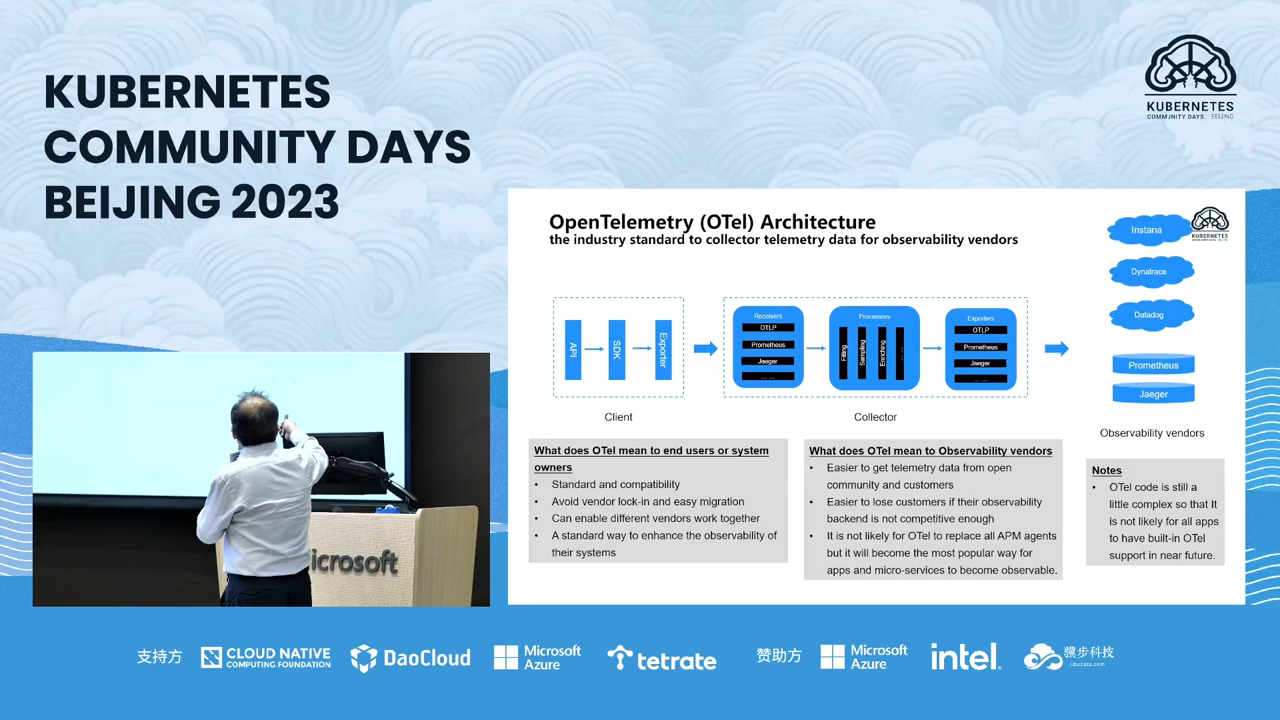 KUBERNETES
COMMUNITY DAYS
BEIJING 2023
KUBERNETES
COMMUNITY DAYS BEIJING
OpenTelemetry (OTel) Architecture
the industry standard to collector telemetry data for observability vendors
KUBERNETES
Instana
Dynatrace
Datadog
Prometheus
Jaeger
Observability vendors
API
SDK
Exporter
Client
Receivers
OTLP
Prometheus
Jaeger
... ...
Processors
Filling
Sampling
Enriching
... ...
Exporters
OTLP
Prometheus
Jaeger
... ...
Collector
What does OTel mean to end users or system
owners
• Standard and compatibility
• Avoid vendor lock-in and easy migration
• Can enable different vendors work together
• A standard way to enhance the observability of
their systems
What does OTel mean to Observability vendors
• Easier to get telemetry data from open
community and customers
• Easier to lose customers if their observability
backend is not competitive enough
• It is not likely for OTel to replace all APM agents
but it will become the most popular way for
apps and micro-services to become observable.
Notes
• OTel code is still a
little complex so that It
is not likely for all apps
to have built-in OTel
support in near future.
icrosoft
支持方
CLOUD NATIVE
COMPUTING FOUNDATION
DaoCloud
Microsoft
Azure
tetrate
赞助方
Microsoft
Azure
intel.
骥步科技
jibudata.com